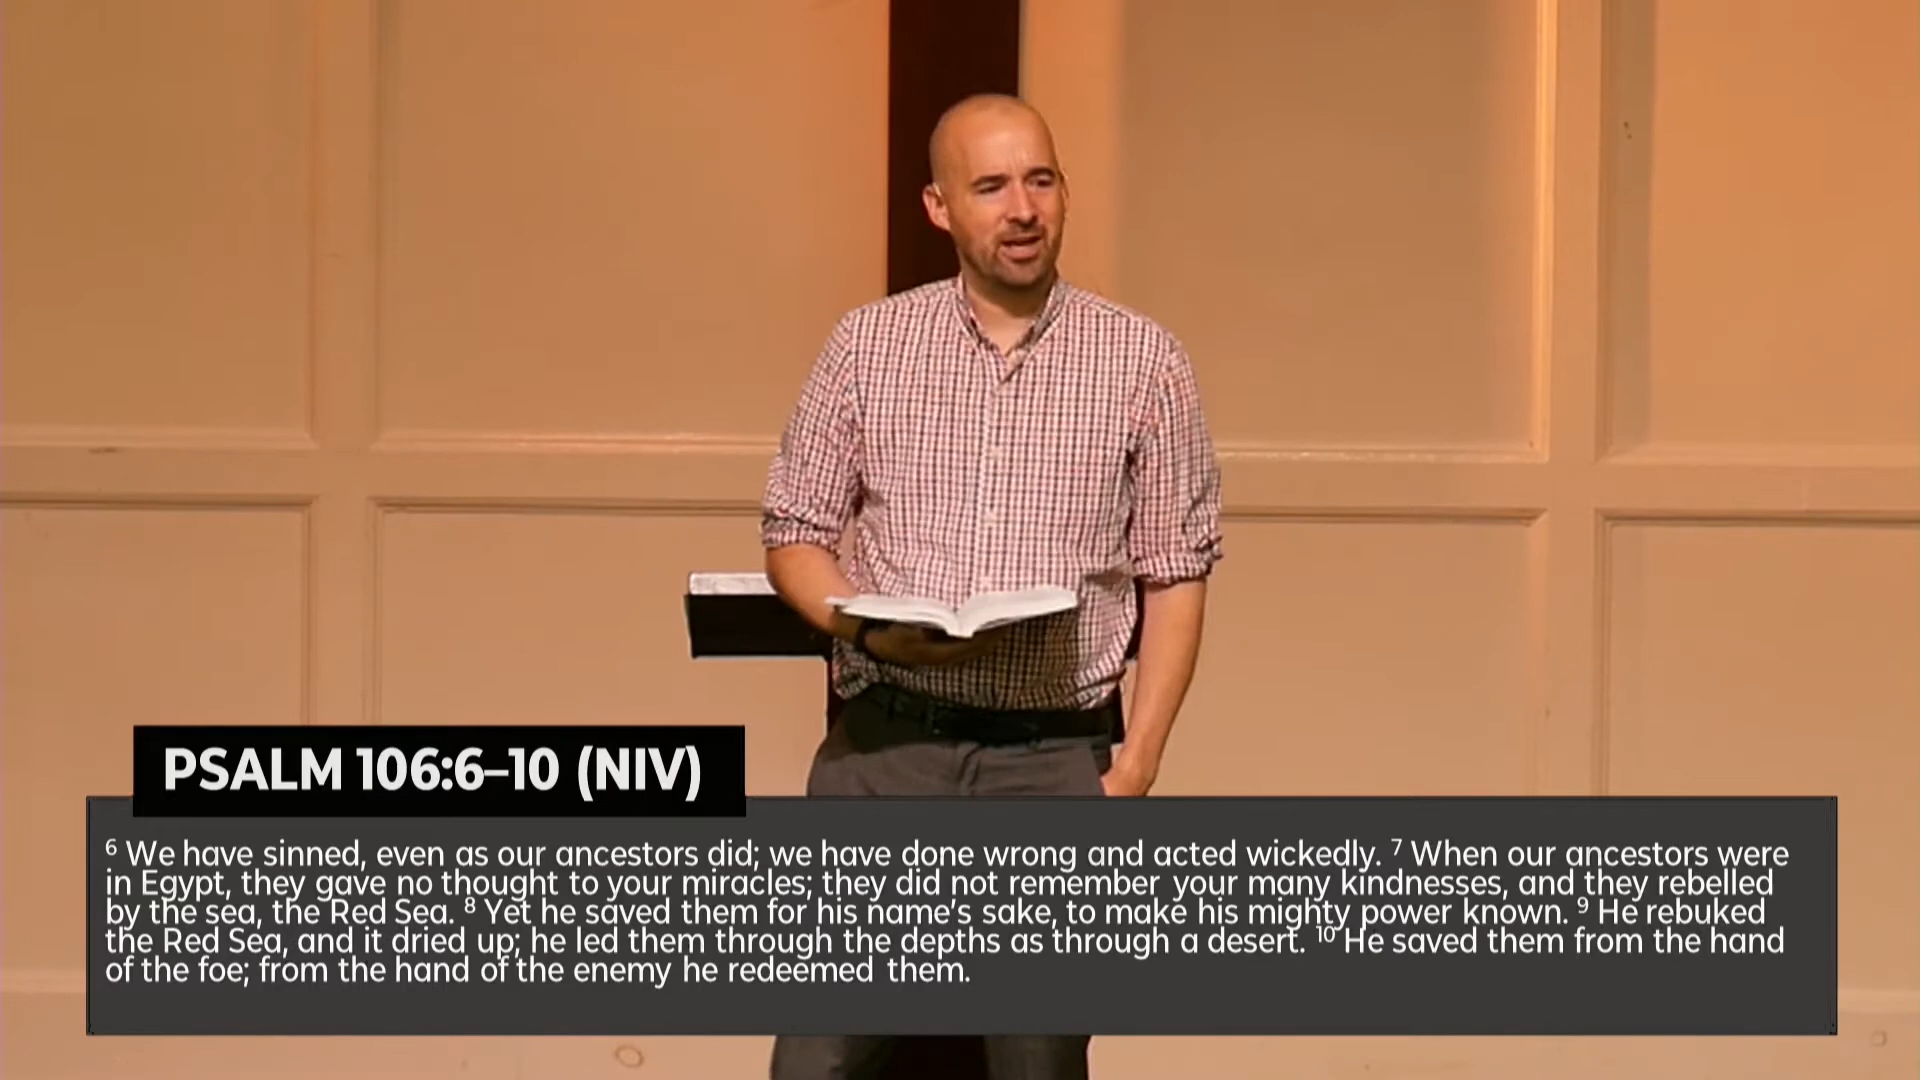 PSALM 106:6–10 (NIV)
6 We have sinned, even as our ancestors did; we have done wrong and acted wickedly. 7 When our ancestors were
in Egypt, they gave no thought to your miracles; they did not remember your many kindnesses, and they rebelled
by the sea, the Red Sea. 8 Yet he saved them for his name's sake, to make his mighty power known. 9 He rebuked
the Red Sea, and it dried up; he led them through the depths as through a desert. 10 He saved them from the hand
of the foe; from the hand of the enemy he redeemed them.